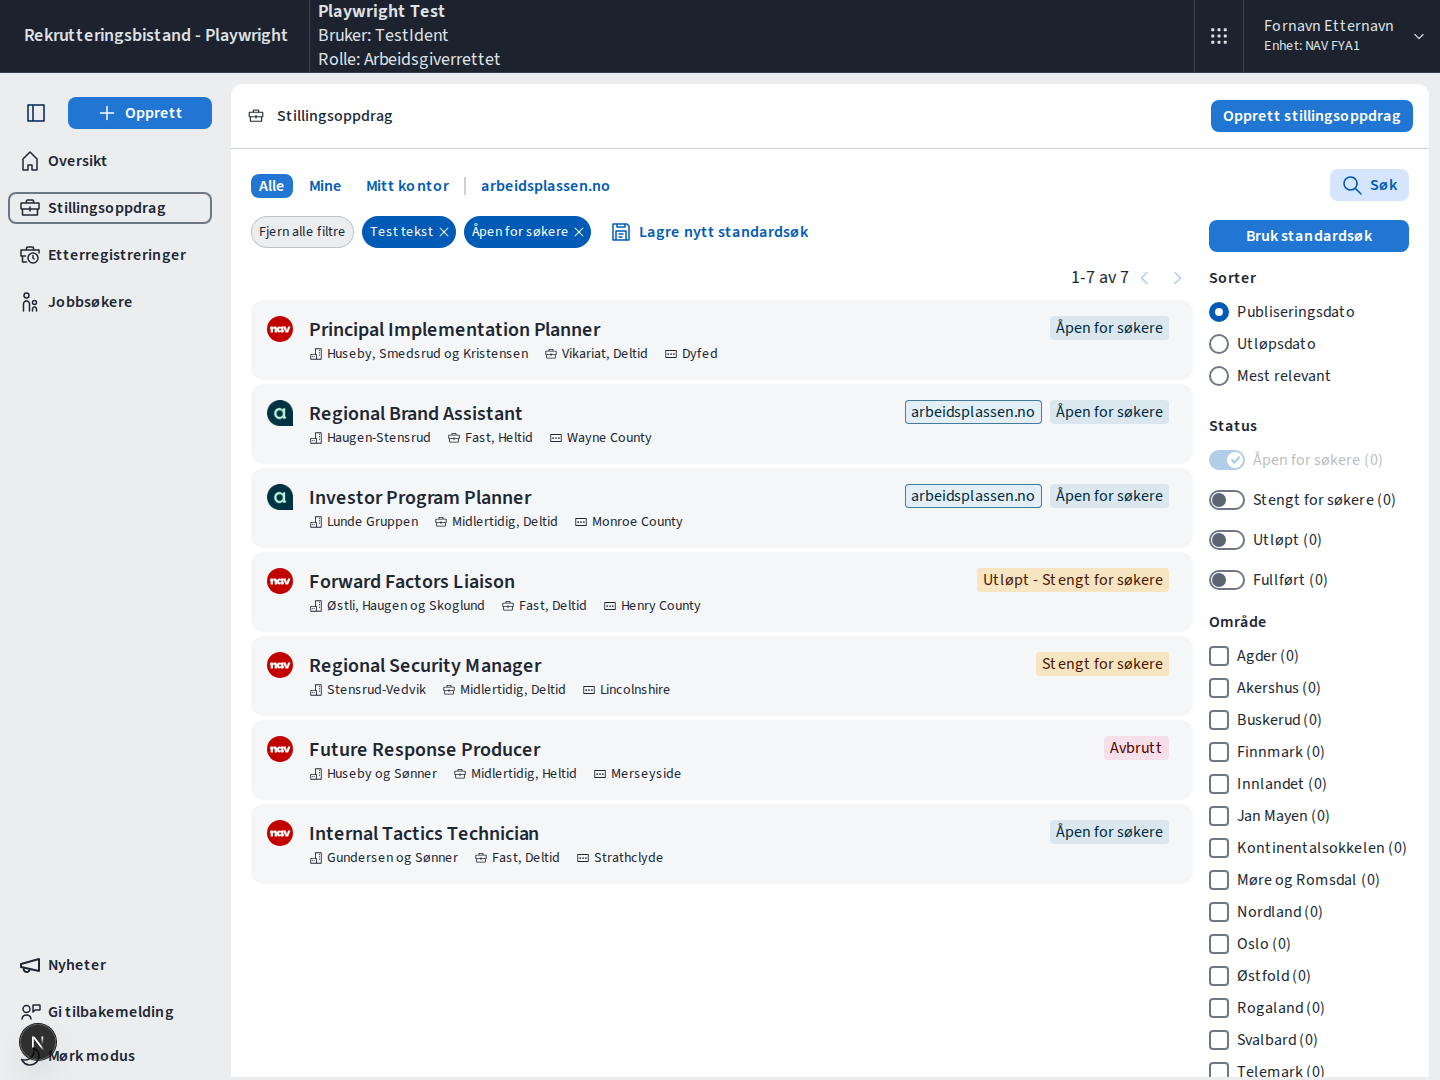 Rekrutteringsbistand - Playwright
Playwright Test
Bruker: TestIdent
Rolle: Arbeidsgiverrettet
Fornavn Etternavn
Enhet: NAV FYA1
Opprett
Oversikt
Stillingsoppdrag
Etterregistreringer
Jobbsøkere
Nyheter
Gi tilbakemelding
N
Mørk modus
Stillingsoppdrag
Opprett stillingsoppdrag
Alle Mine Mitt kontor arbeidsplassen.no
Søk
Fjern alle filtre Test tekst Åpen for søkere Lagre nytt standardsøk
1-7 av 7
nav Principal Implementation Planner Åpen for søkere
Huseby, Smedsrud og Kristensen Vikariat, Deltid Dyfed
a Regional Brand Assistant arbeidsplassen.no Åpen for søkere
Haugen-Stensrud Fast, Heltid Wayne County
a Investor Program Planner arbeidsplassen.no Åpen for søkere
Lunde Gruppen Midlertidig, Deltid Monroe County
nav Forward Factors Liaison Utløpt - Stengt for søkere
Østli, Haugen og Skoglund Fast, Deltid Henry County
nav Regional Security Manager Stengt for søkere
Stensrud-Vedvik Midlertidig, Deltid Lincolnshire
nav Future Response Producer Avbrutt
Huseby og Sønner Midlertidig, Heltid Merseyside
nav Internal Tactics Technician Åpen for søkere
Gundersen og Sønner Fast, Deltid Strathclyde
Bruk standardsøk
Sorter
Publiseringsdato
Utløpsdato
Mest relevant
Status
Åpen for søkere (0)
Stengt for søkere (0)
Utløpt (0)
Fullført (0)
Område
Agder (0)
Akershus (0)
Buskerud (0)
Finnmark (0)
Innlandet (0)
Jan Mayen (0)
Kontinentalsokkelen (0)
Møre og Romsdal (0)
Nordland (0)
Oslo (0)
Østfold (0)
Rogaland (0)
Svalbard (0)
Telemark (0)